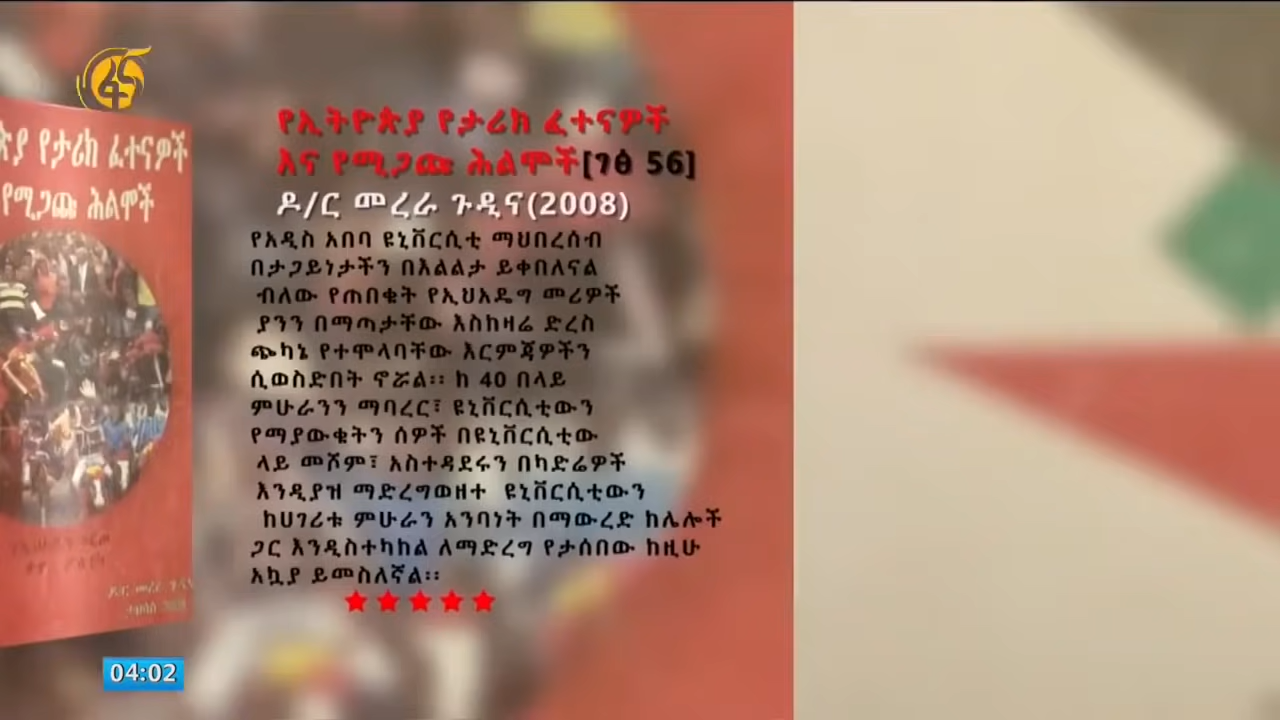 ፋና
የኢትዮጵያ የታሪክ ፈተናዎች
እና የሚጋጩ ሕልሞች[ገፅ 56]
ዶ/ር መረራ ጉዲና(2008)
የአዲስ አበባ ዩኒቨርሲቲ ማህበረሰብ
በታጋይነታችን በእልልታ ይቀበለናል
ብለው የጠበቁት የኢህአዴግ መሪዎች
ያንን በማጣታቸው እስከዛሬ ድረስ
ጭካኔ የተሞላባቸው እርምጃዎችን
ሲወስድበት ኖሯል፡፡ ከ 40 በላይ
ምሁራንን ማባረር፣ ዩኒቨርሲቲውን
የማያውቁትን ሰዎች በዩኒቨርሲቲው
ላይ መሾም፣ አስተዳደሩን በካድሬዎች
እንዲያዝ ማድረግወዘተ ዩኒቨርሲቲውን
ከሀገሪቱ ምሁራን አንባነት በማውረድ ከሌሎች
ጋር እንዲስተካከል ለማድረግ የታሰበው ከዚሁ
አኳያ ይመስለኛል፡፡
የታሪክ ፈተናዎች
የሚጋጩ ሕልሞች
ዶ/ር መረራ
04:02